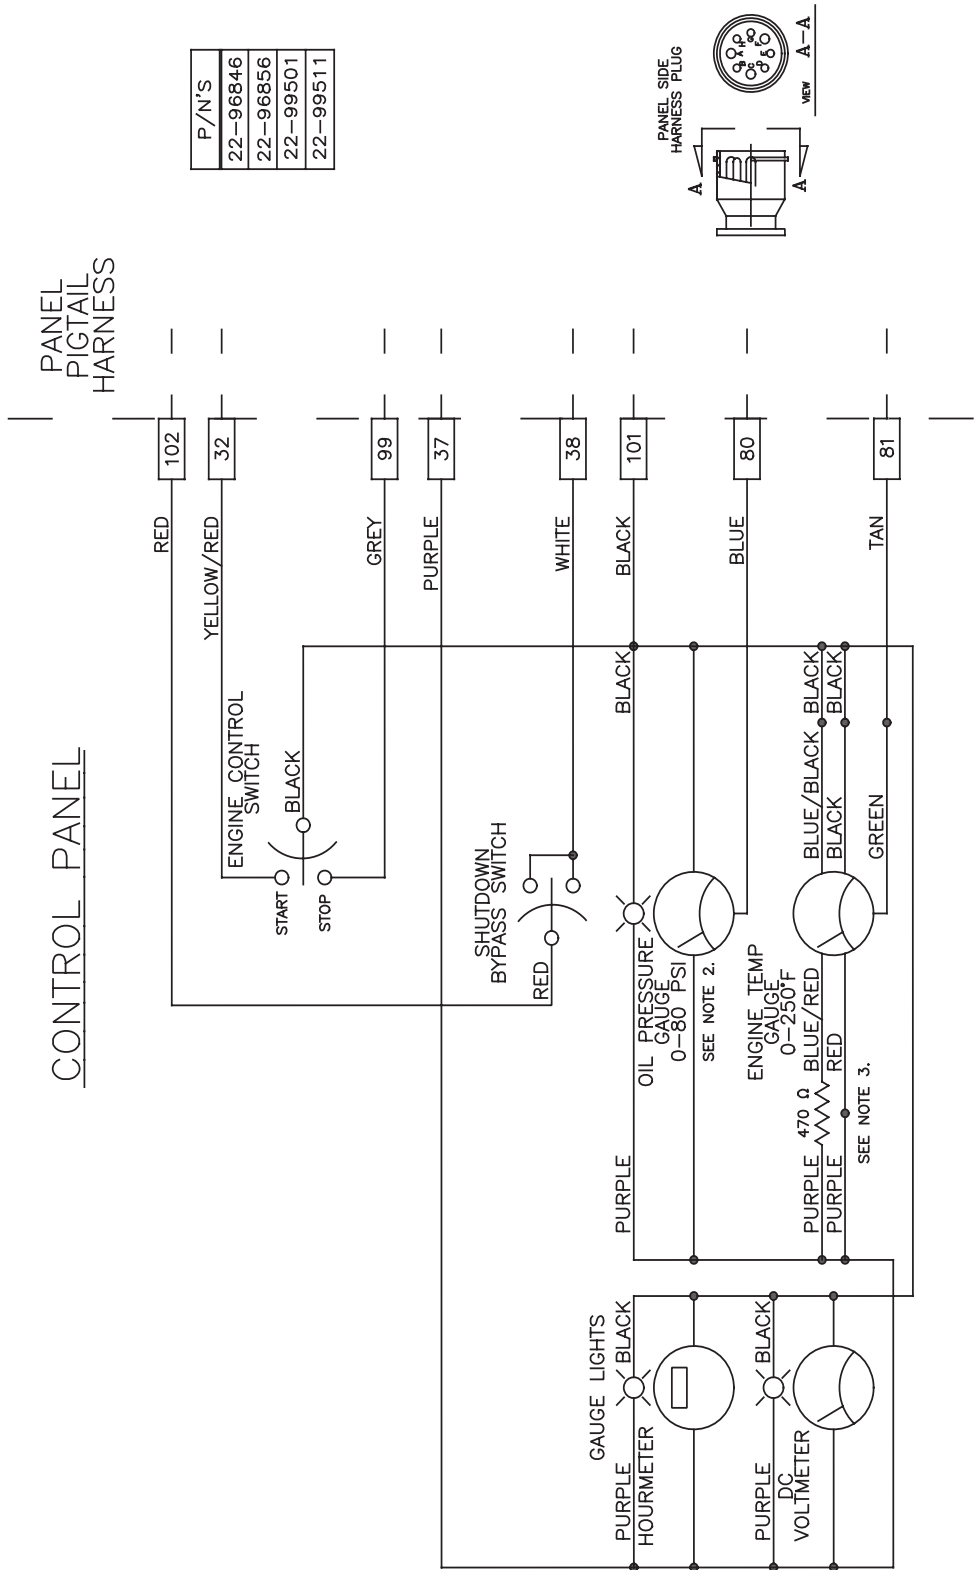 CONTROL PANEL
PANEL
PIGTAIL
HARNESS
P/N'S
22-96846
22-96856
22-99501
22-99511
RED
102
YELLOW/RED
32
ENGINE CONTROL
SWITCH
START
STOP
BLACK
GREY
99
PURPLE
37
SHUTDOWN
BYPASS SWITCH
RED
WHITE
38
GAUGE LIGHTS
PURPLE
BLACK
PURPLE
BLACK
BLACK
101
HOURMETER
OIL PRESSURE
GAUGE
0-80 PSI
SEE NOTE 2.
BLUE
80
PURPLE
BLACK
DC
VOLTMETER
ENGINE TEMP
GAUGE
0-250°F
470 Ω
PURPLE
BLUE/RED
BLUE/BLACK
BLACK
PURPLE
RED
BLACK
BLACK
SEE NOTE 3.
GREEN
TAN
81
PANEL SIDE
HARNESS PLUG
A
A
A
B
C
D
E
F
G
H
VIEW A-A